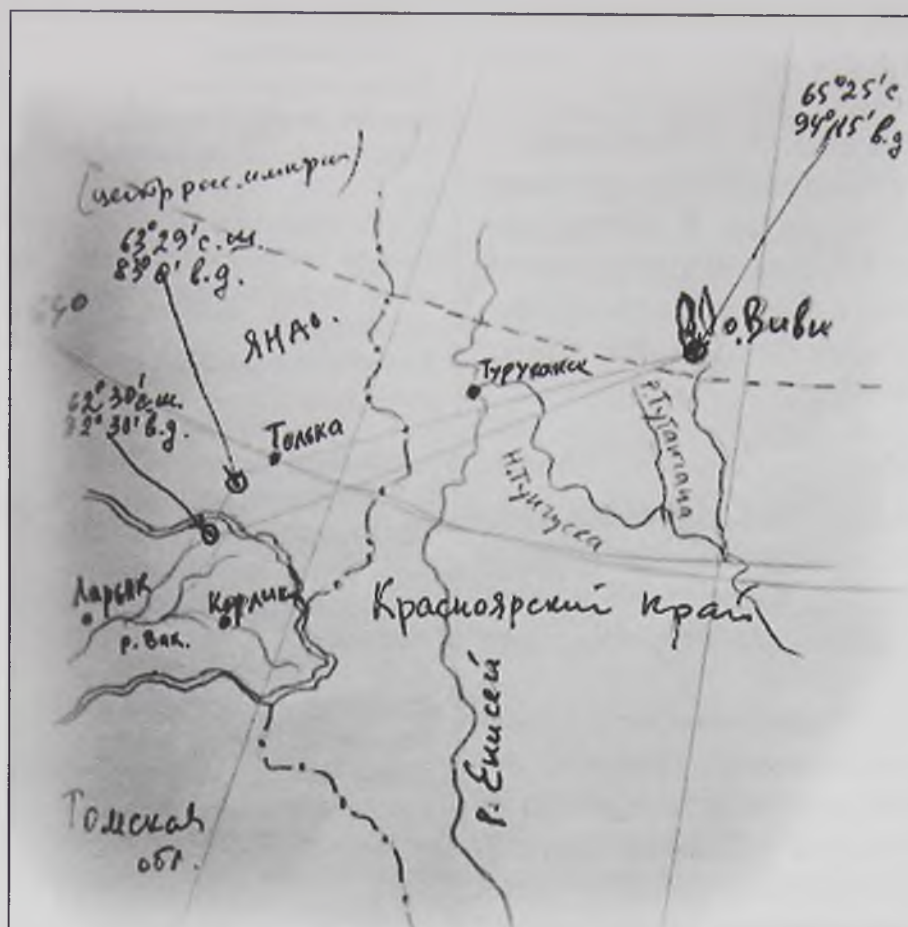 65°25' с
94°15' в.д
(центр рос. империи)
63°29' с.ш.
83° 0' в.д.
ЯНАО.
о.Виви
Туруханск
62° 30' с.ш.
82° 30' в.д.
Толька
р.Тутончана
Н.Тунгуска
Ларьяк
Корлики
р. Вах.
Красноярский край
р. Енисей
Томская
обл.